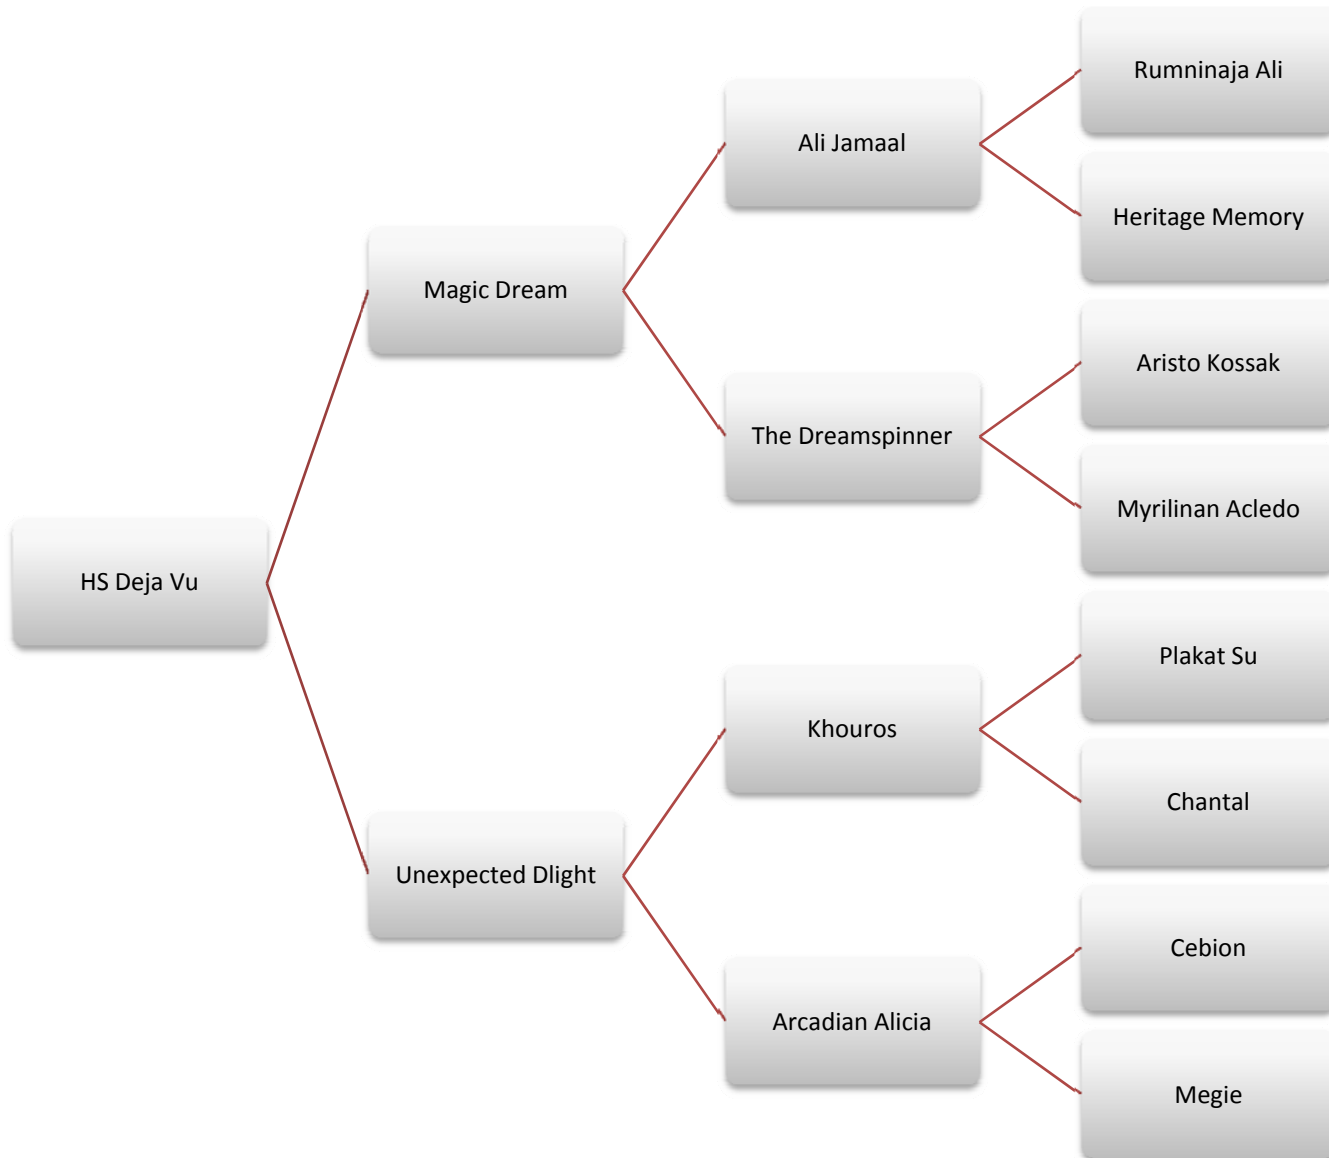 Rumninaja Ali
Ali Jamaal
Heritage Memory
Magic Dream
Aristo Kossak
The Dreamspinner
Myrilinan Acledo
HS Deja Vu
Plakat Su
Khouros
Chantal
Unexpected Dlight
Cebion
Arcadian Alicia
Megie